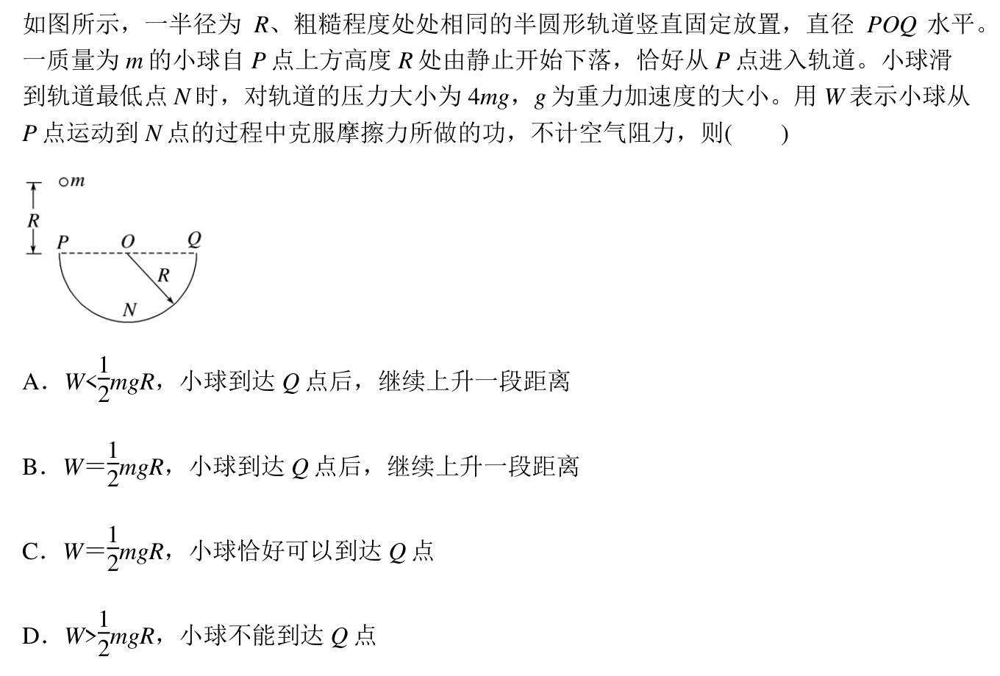 如图所示，一半径为 R、粗糙程度处处相同的半圆形轨道竖直固定放置，直径 POQ 水平。
一质量为 m 的小球自 P 点上方高度 R 处由静止开始下落，恰好从 P 点进入轨道。小球滑
到轨道最低点 N 时，对轨道的压力大小为 4mg，g 为重力加速度的大小。用 W 表示小球从
P 点运动到 N 点的过程中克服摩擦力所做的功，不计空气阻力，则(　　)
m
R
P O Q
R
N
A．W<\frac{1}{2}mgR，小球到达 Q 点后，继续上升一段距离
B．W＝\frac{1}{2}mgR，小球到达 Q 点后，继续上升一段距离
C．W＝\frac{1}{2}mgR，小球恰好可以到达 Q 点
D．W>\frac{1}{2}mgR，小球不能到达 Q 点